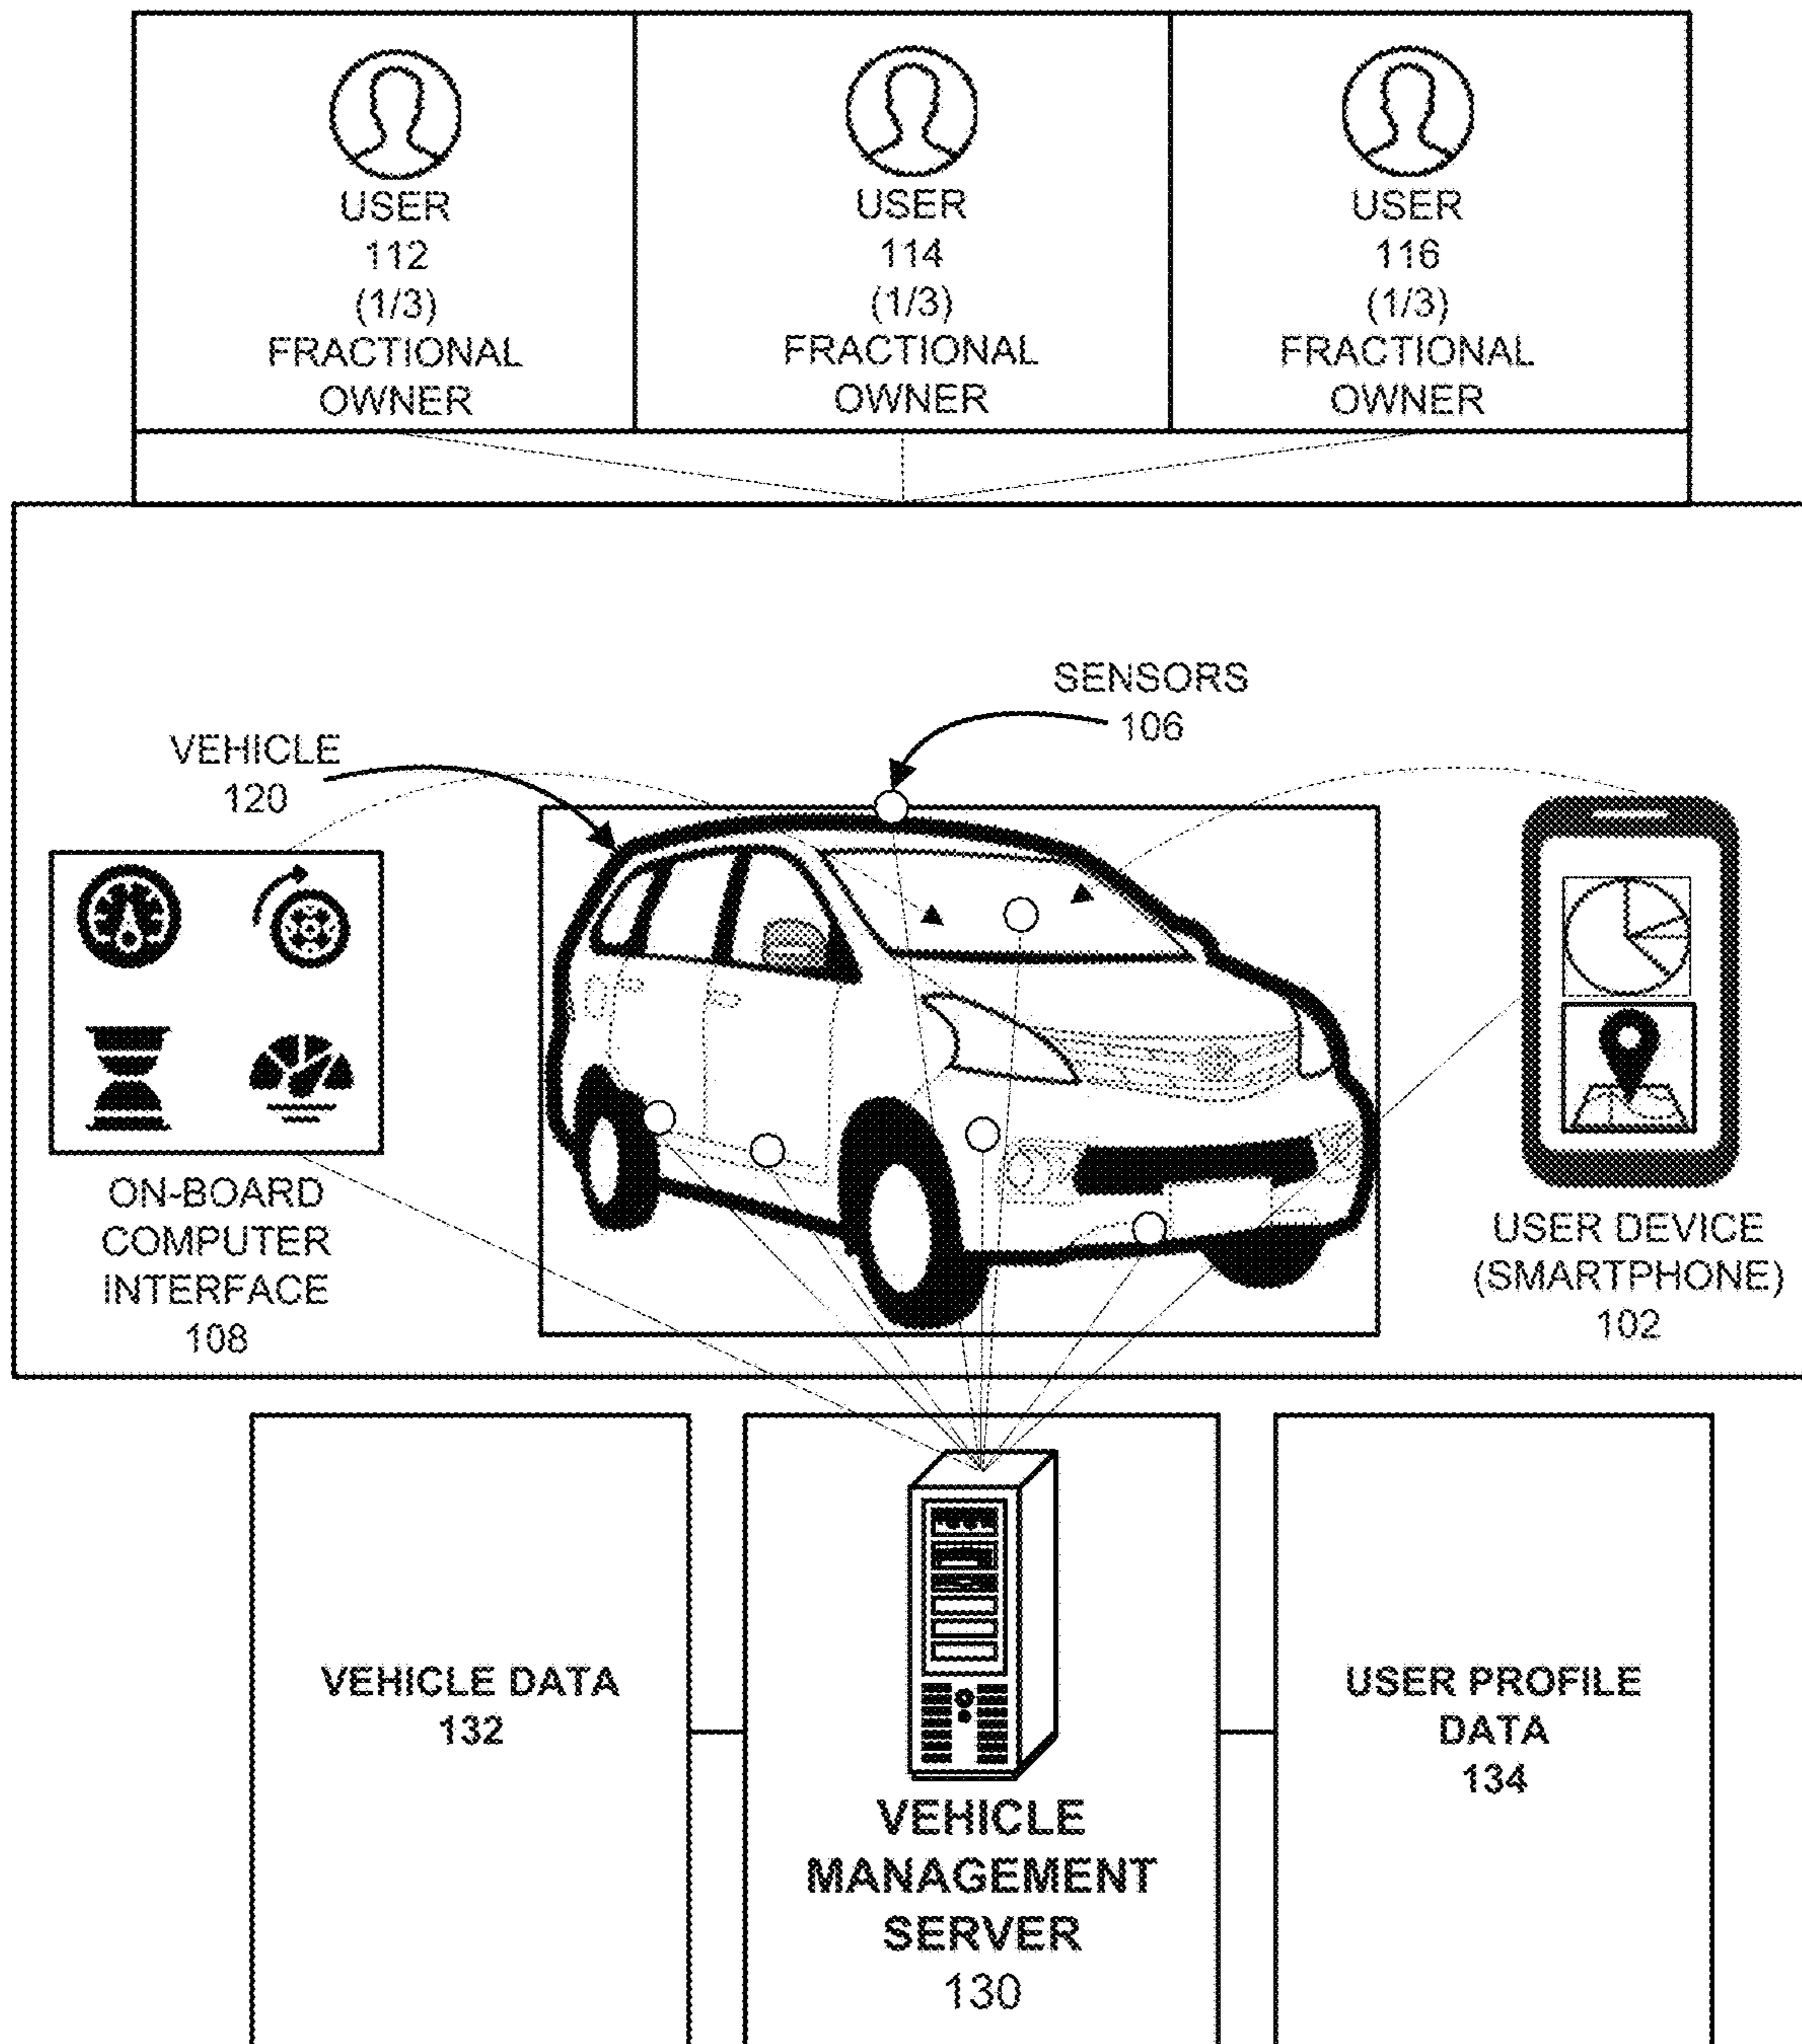 USER
112
(1/3)
FRACTIONAL
OWNER
USER
114
(1/3)
FRACTIONAL
OWNER
USER
116
(1/3)
FRACTIONAL
OWNER
SENSORS
106
VEHICLE
120
ON-BOARD
COMPUTER
INTERFACE
108
USER DEVICE
(SMARTPHONE)
102
VEHICLE DATA
132
VEHICLE
MANAGEMENT
SERVER
130
USER PROFILE
DATA
134